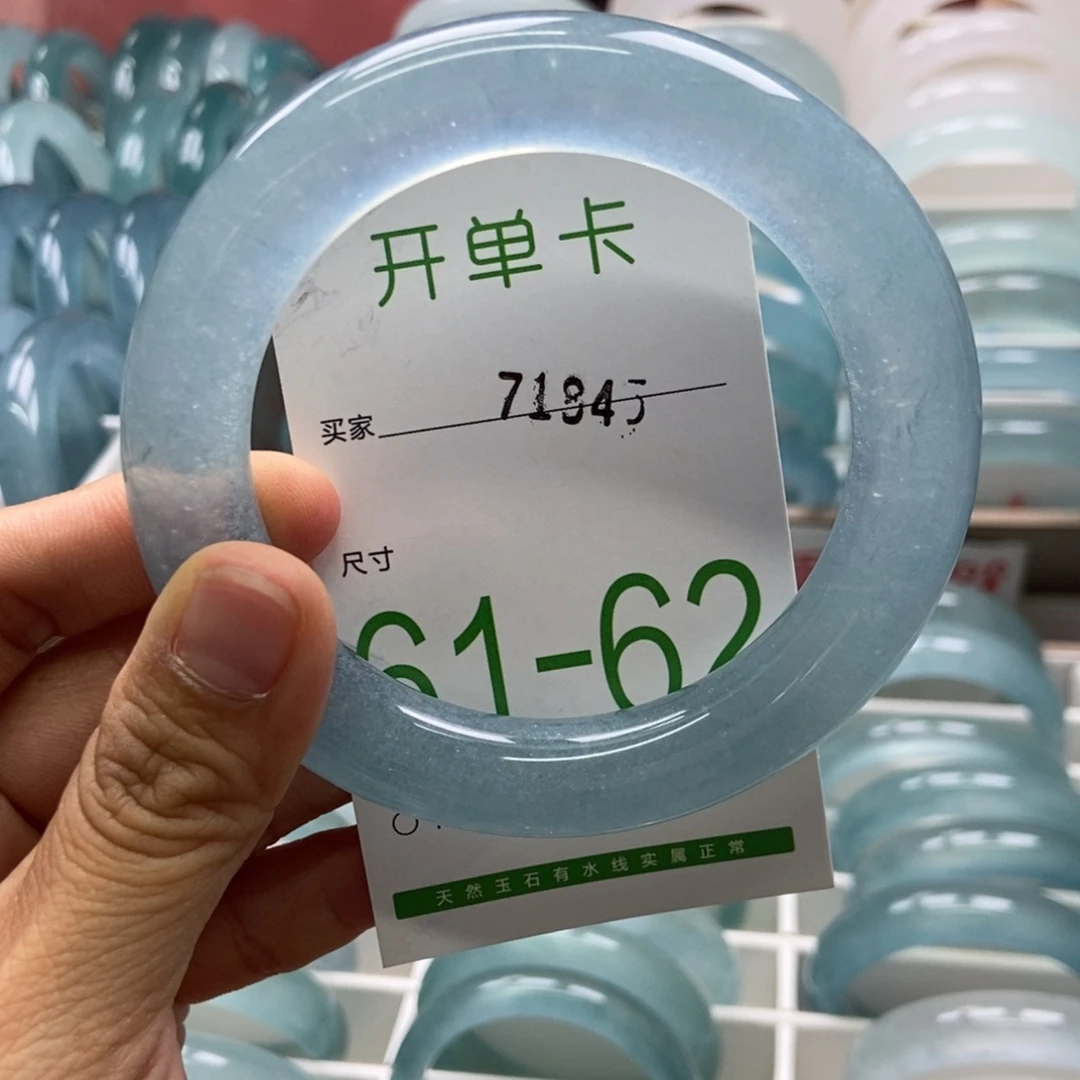 开单卡
买家 7184
尺寸
61-62
天然玉石有水线实属正常